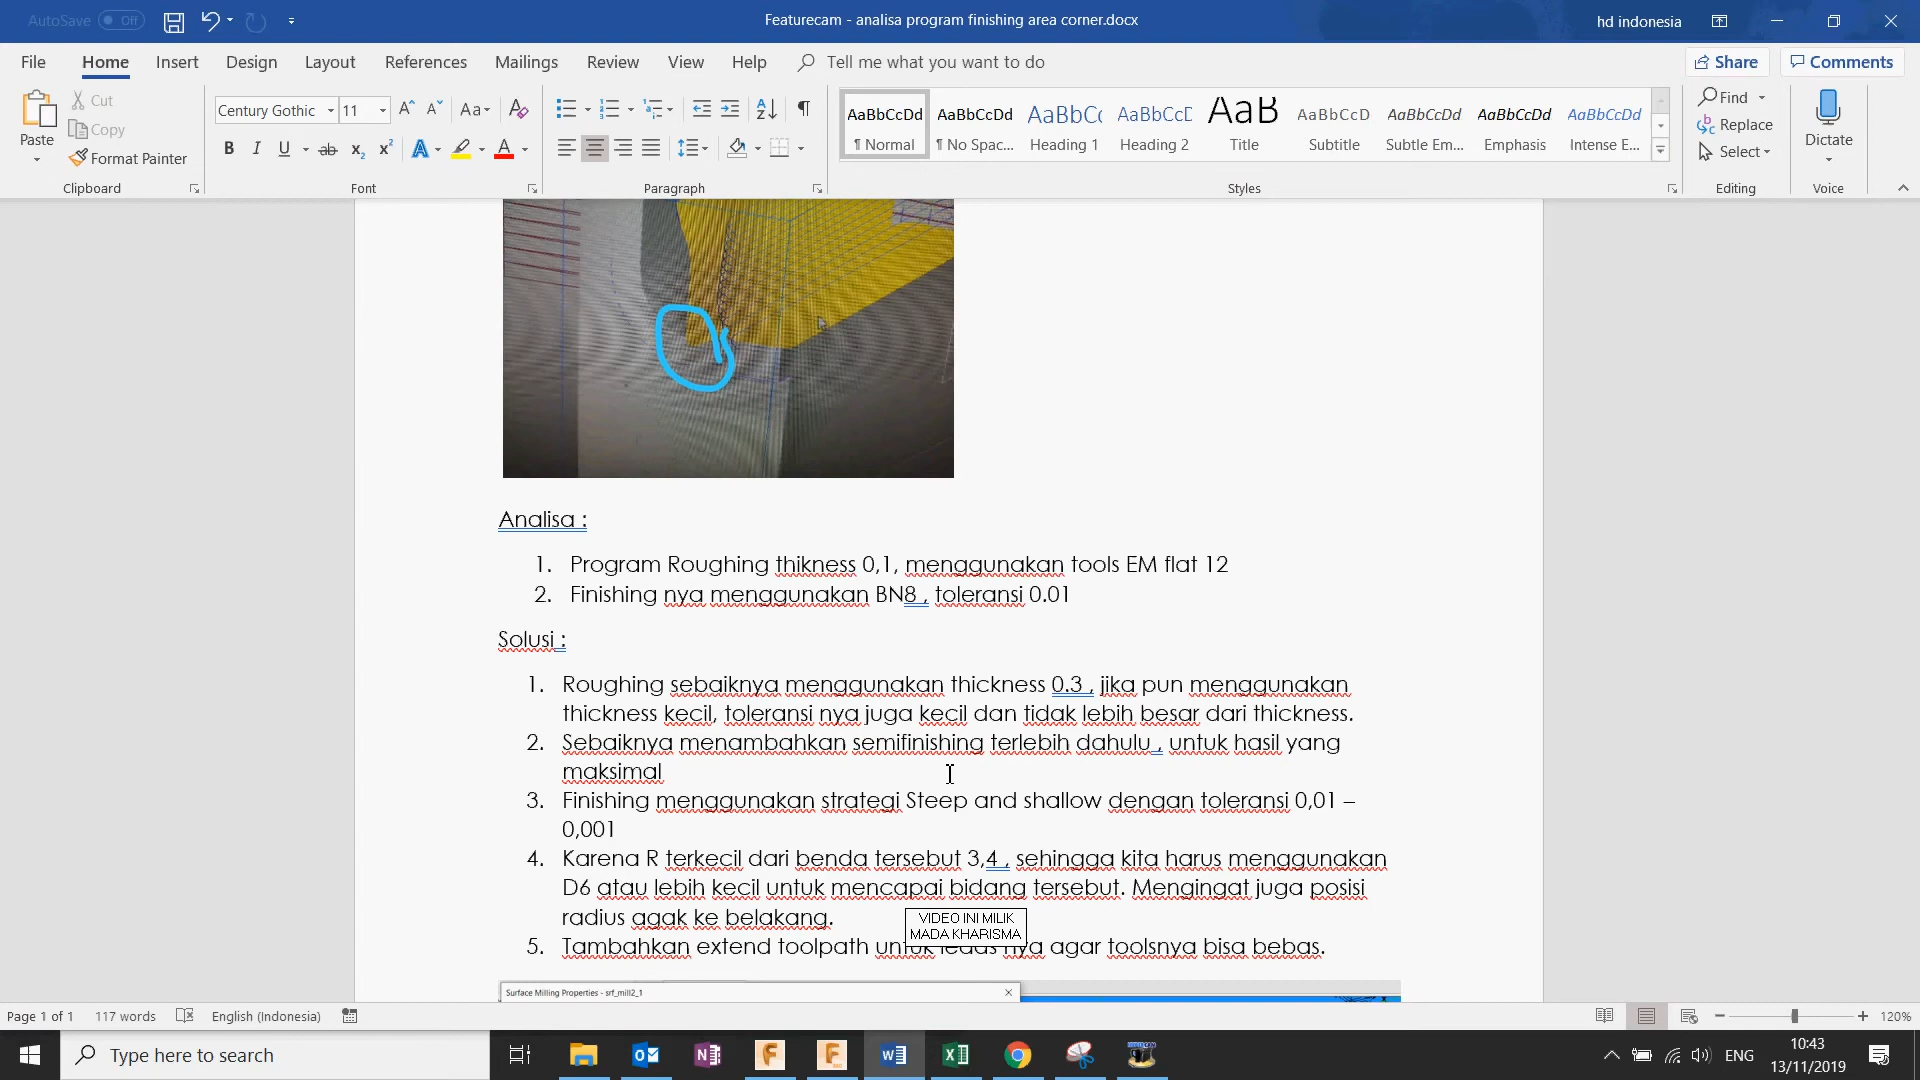 AutoSave Off
Featurecam - analisa program finishing area corner.docx
hd indonesia
File Home Insert Design Layout References Mailings Review View Help Tell me what you want to do Share Comments
Paste
Cut
Copy
Format Painter
Clipboard
Century Gothic 11
Font
Paragraph
AaBbCcDd AaBbCcDd AaBbCc AaBbCcD AaB AaBbCcD AaBbCcDd AaBbCcDd AaBbCcDd
¶ Normal ¶ No Spac... Heading 1 Heading 2 Title Subtitle Subtle Em... Emphasis Intense E...
Styles
Find
Replace
Select
Editing
Dictate
Voice
Analisa :
1. Program Roughing thikness 0,1, menggunakan tools EM flat 12
2. Finishing nya menggunakan BN8 , toleransi 0.01
Solusi :
1. Roughing sebaiknya menggunakan thickness 0.3 , jika pun menggunakan
thickness kecil, toleransi nya juga kecil dan tidak lebih besar dari thickness.
2. Sebaiknya menambahkan semifinishing terlebih dahulu , untuk hasil yang
maksimal
3. Finishing menggunakan strategi Steep and shallow dengan toleransi 0,01 –
0,001
4. Karena R terkecil dari benda tersebut 3,4 , sehingga kita harus menggunakan
D6 atau lebih kecil untuk mencapai bidang tersebut. Mengingat juga posisi
radius agak ke belakang.
VIDEO INI MILIK
MADA KHARISMA
5. Tambahkan extend toolpath untuk leads nya agar toolsnya bisa bebas.
Surface Milling Properties - srf_mill2_1
Page 1 of 1 117 words English (Indonesia) 120%
Type here to search
ENG
10:43
13/11/2019